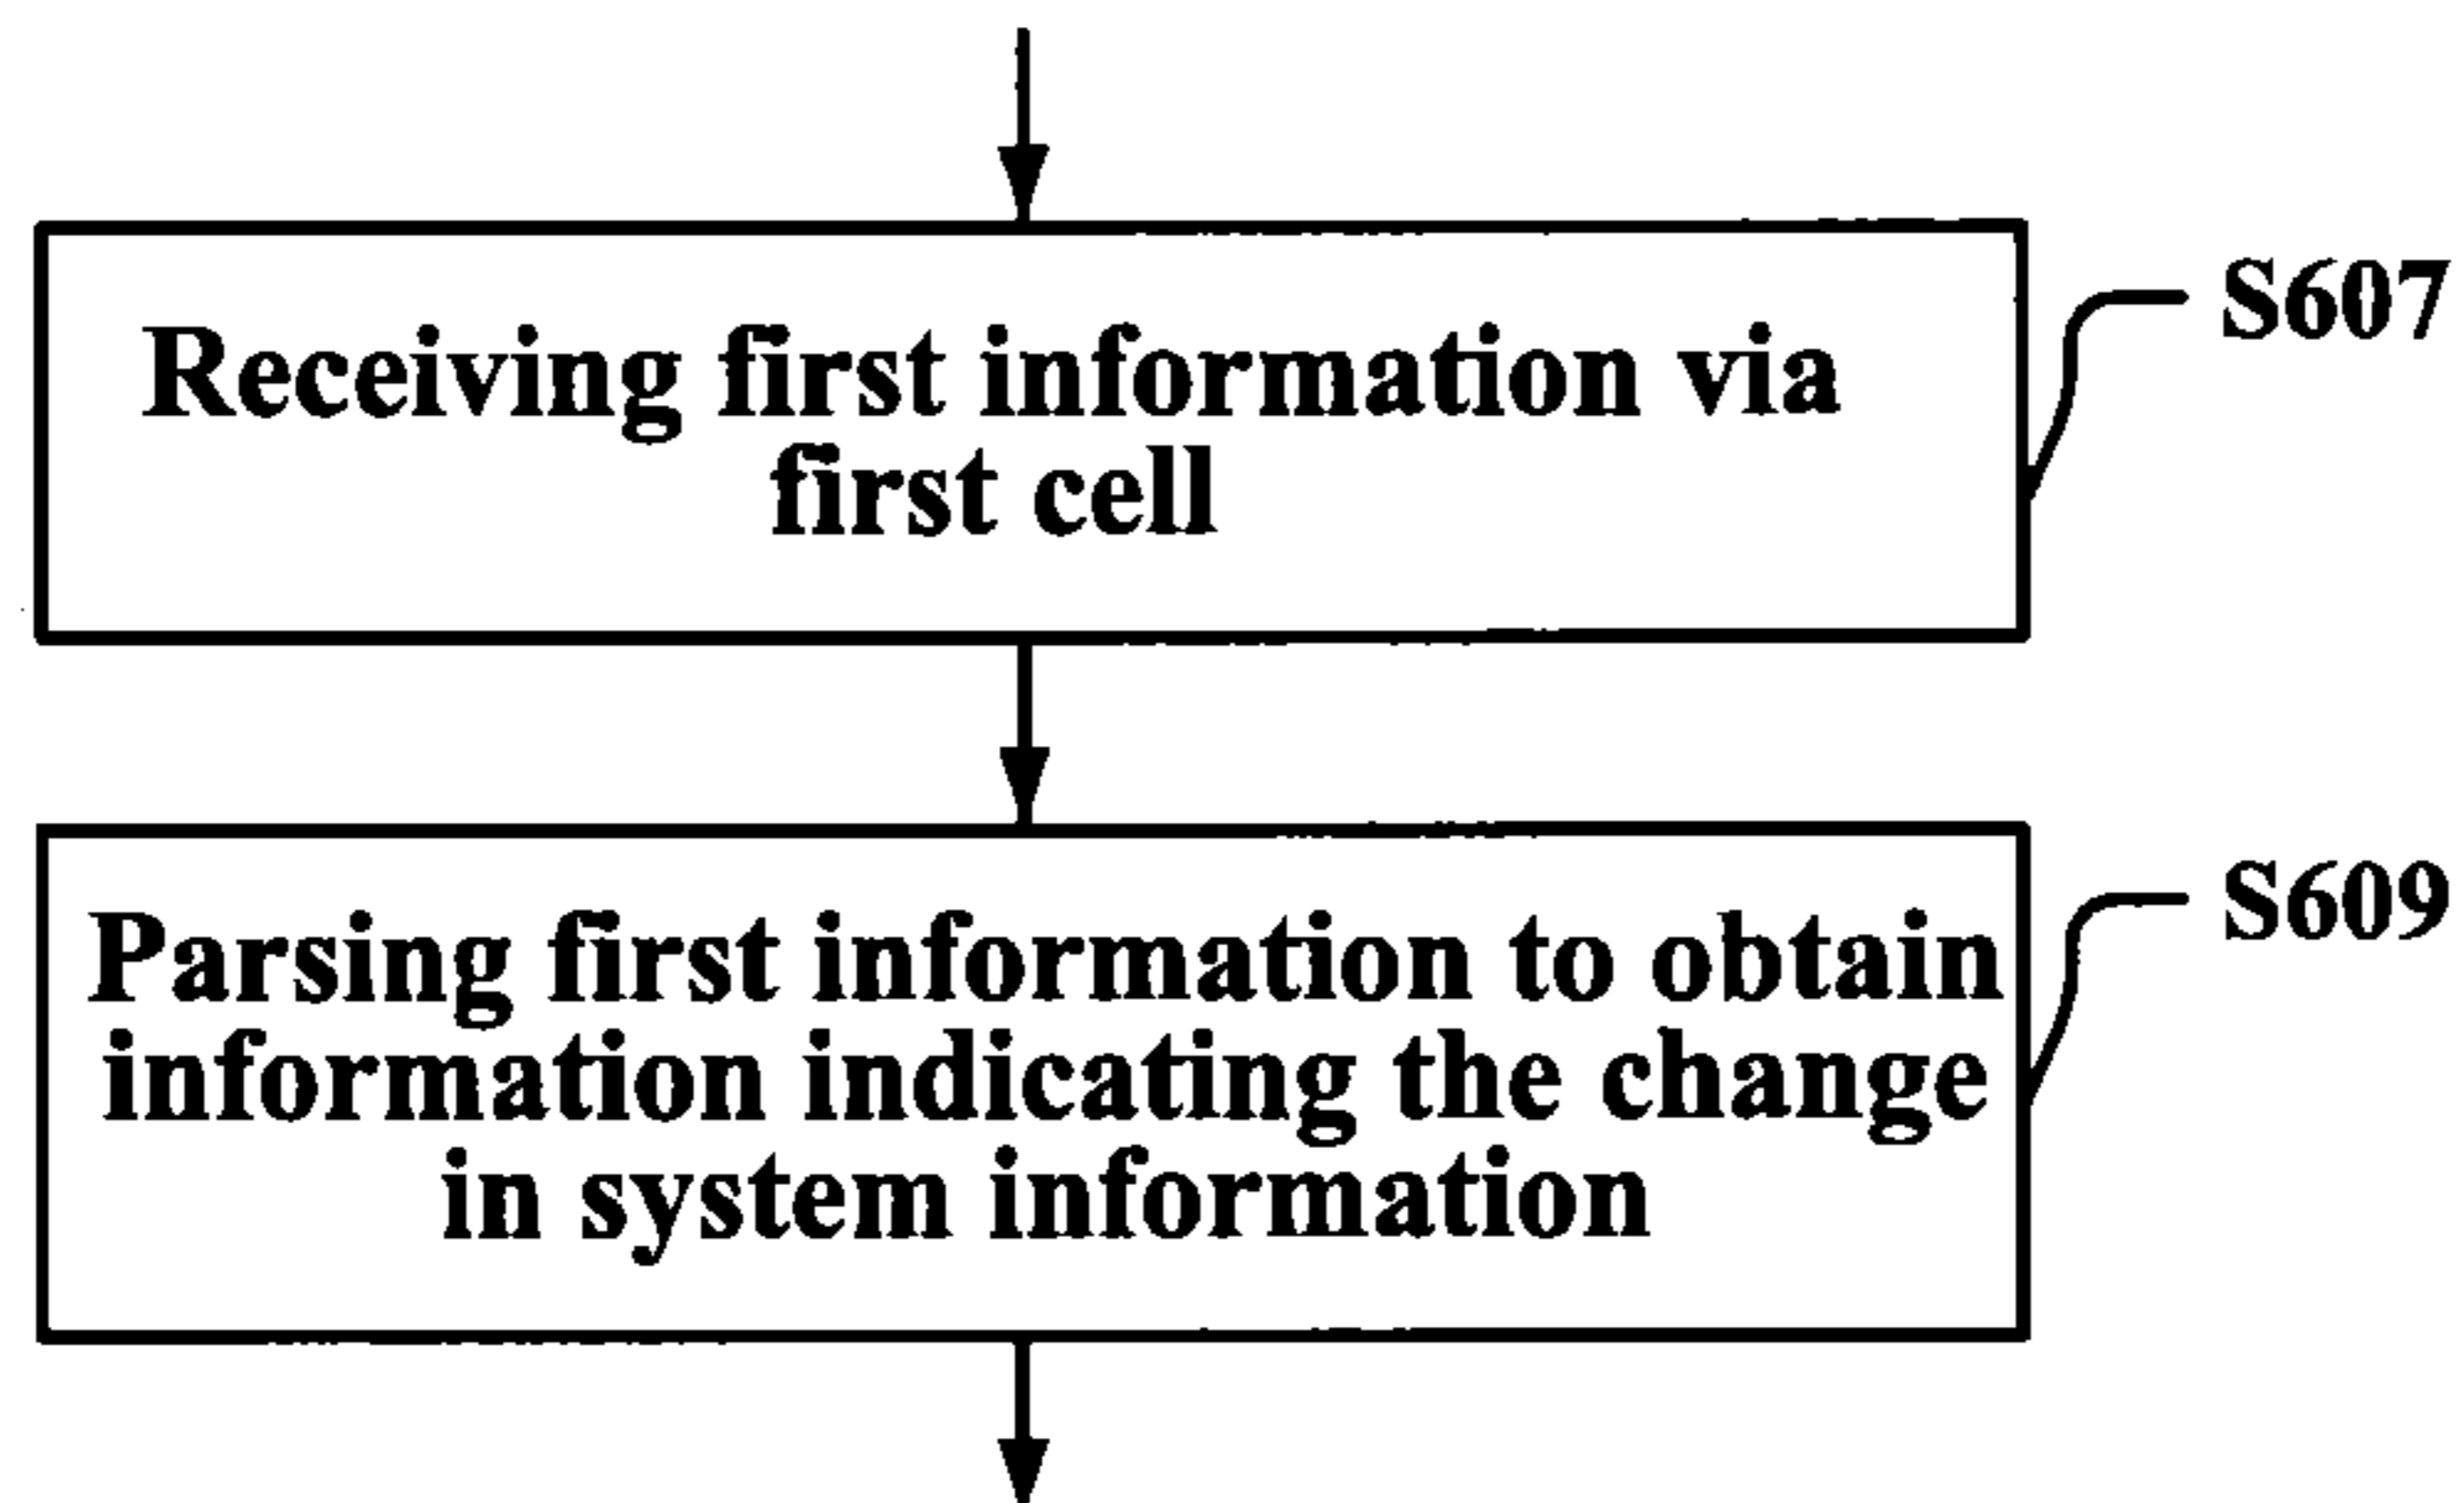 S607
Receiving first information via
first cell
S609
Parsing first information to obtain
information indicating the change
in system information